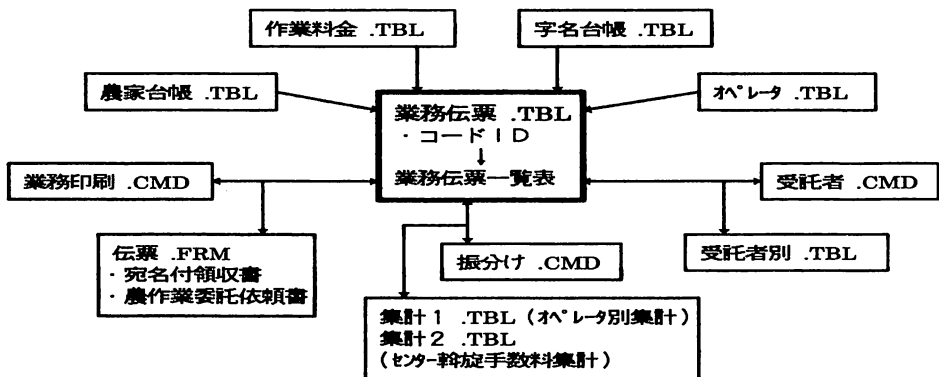 作業料金 .TBL
字名台帳 .TBL
農家台帳 .TBL
ｵﾍﾟﾚｰﾀ .TBL
業務伝票 .TBL
・コードＩＤ
↓
業務伝票一覧表
業務印刷 .CMD
受託者 .CMD
伝票 .FRM
・宛名付領収書
・農作業委託依頼書
振分け .CMD
受託者別 .TBL
集計１ .TBL (ｵﾍﾟﾚｰﾀ別集計)
集計２ .TBL
(ｾﾝﾀｰ斡旋手数料集計)